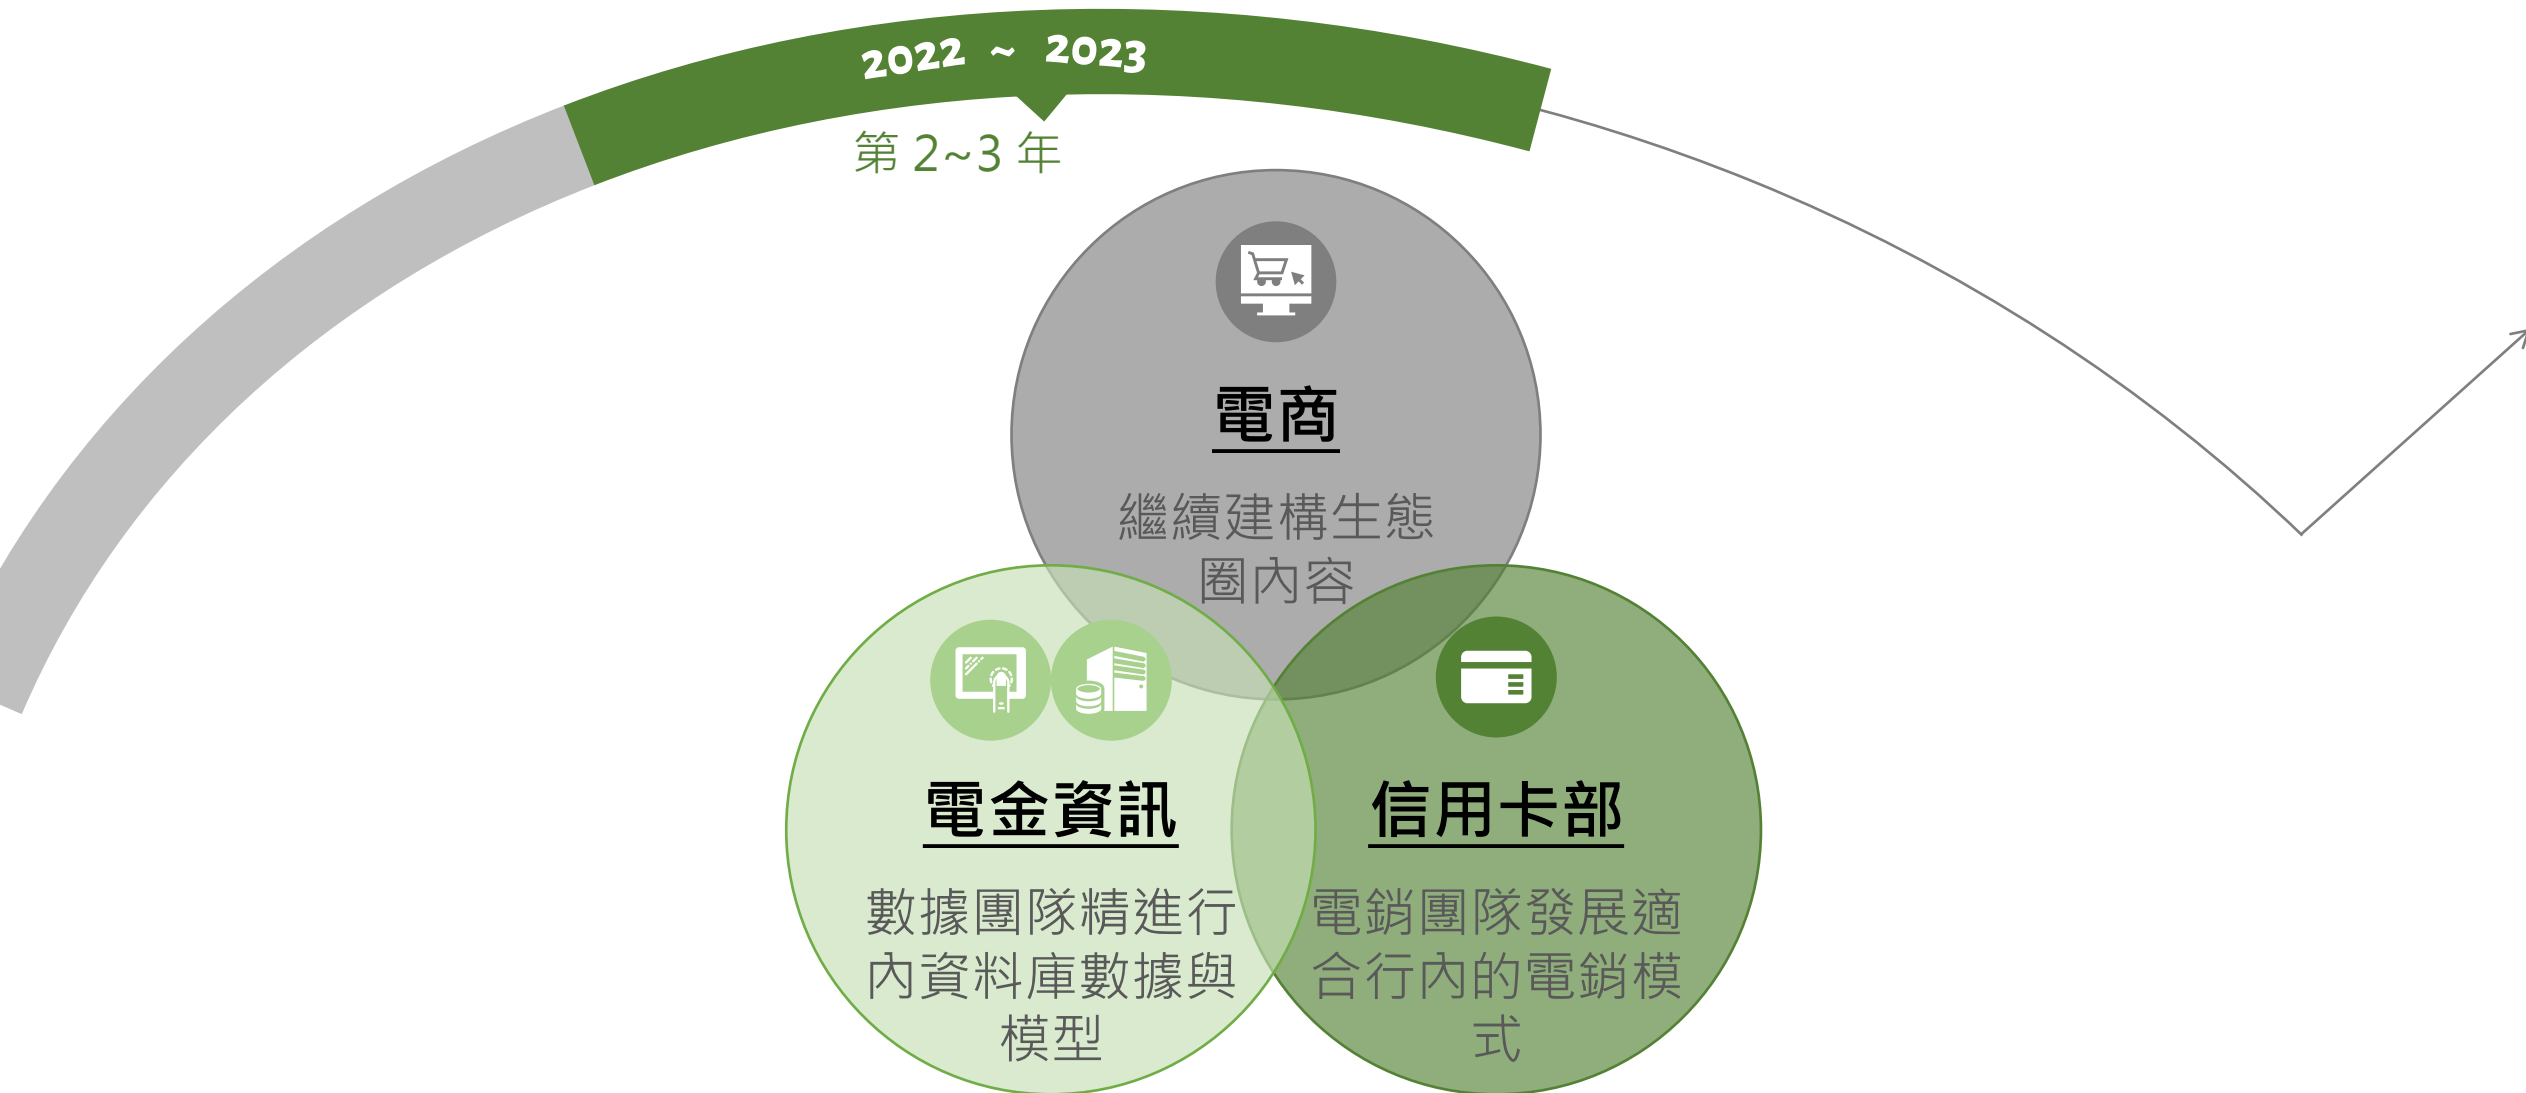 2022 ~ 2023
第 2~3 年
電商
繼續建構生態
圈內容
電金資訊
數據團隊精進行
內資料庫數據與
模型
信用卡部
電銷團隊發展適
合行內的電銷模
式